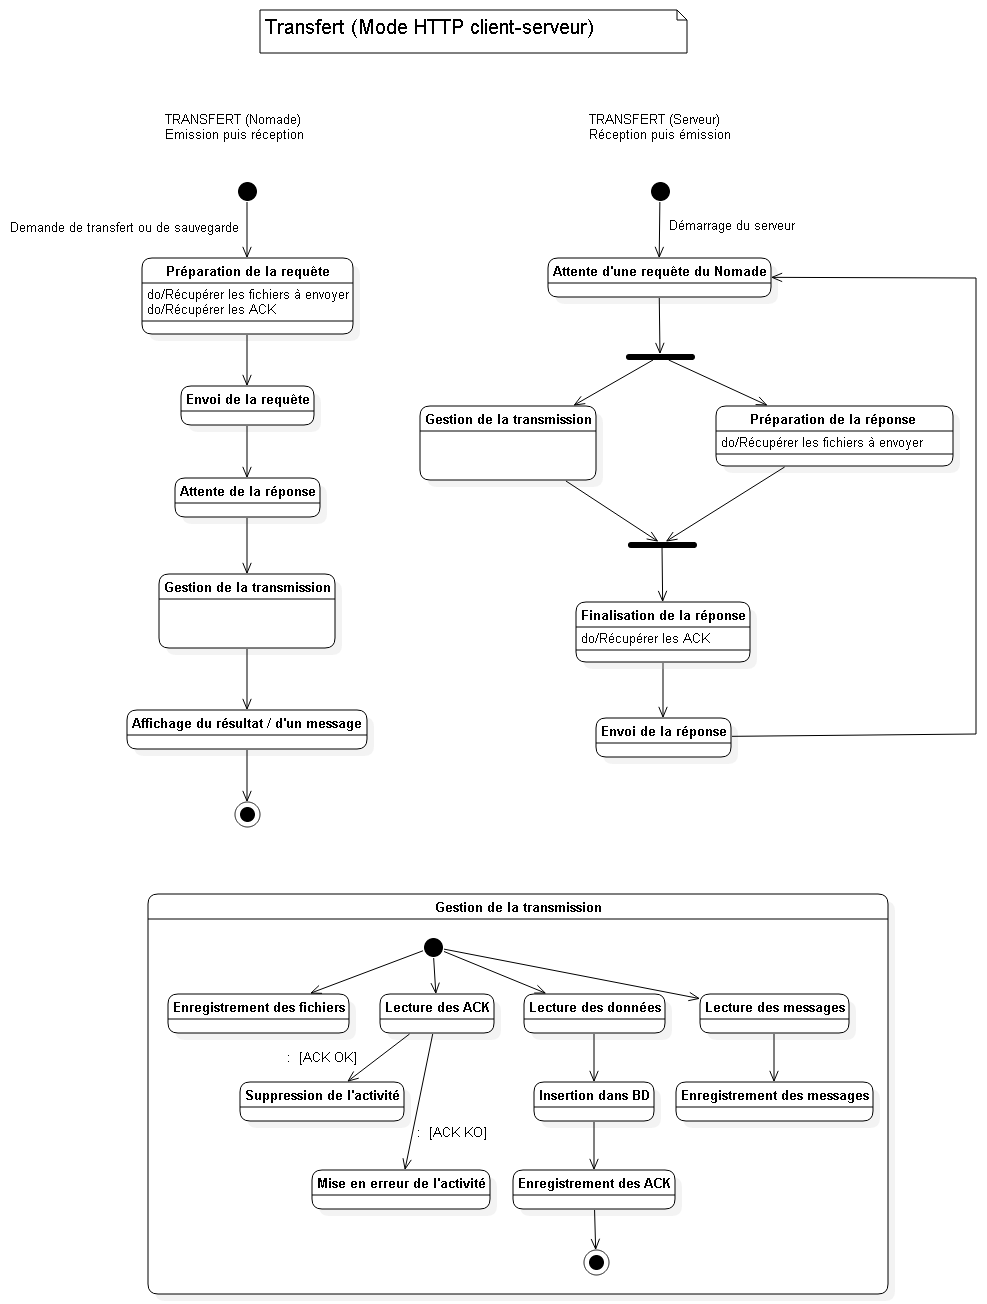 Transfert (Mode HTTP client-serveur)
TRANSFERT (Nomade)
Emission puis réception
Demande de transfert ou de sauvegarde
Préparation de la requête
do/Récupérer les fichiers à envoyer
do/Récupérer les ACK
Envoi de la requête
Attente de la réponse
Gestion de la transmission
Affichage du résultat / d'un message
TRANSFERT (Serveur)
Réception puis émission
Démarrage du serveur
Attente d'une requête du Nomade
Gestion de la transmission
Préparation de la réponse
do/Récupérer les fichiers à envoyer
Finalisation de la réponse
do/Récupérer les ACK
Envoi de la réponse
Gestion de la transmission
Enregistrement des fichiers
Lecture des ACK
Lecture des données
Lecture des messages
: [ACK OK]
Suppression de l'activité
Insertion dans BD
Enregistrement des messages
: [ACK KO]
Mise en erreur de l'activité
Enregistrement des ACK